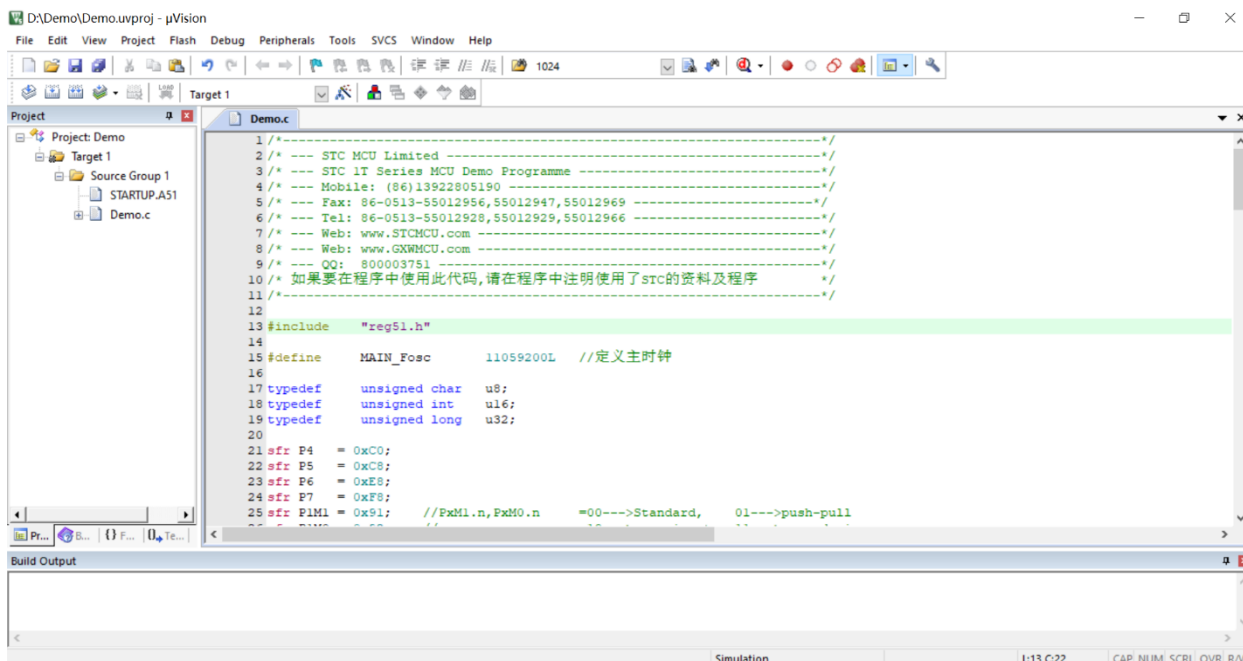 D:\Demo\Demo.uvproj - µVision
File Edit View Project Flash Debug Peripherals Tools SVCS Window Help
1024
Target 1
Project
Demo.c
Project: Demo
Target 1
Source Group 1
STARTUP.A51
Demo.c
1 /*---------------------------------------------------------------------*/
2 /* --- STC MCU Limited ------------------------------------------------*/
3 /* --- STC 1T Series MCU Demo Programme -------------------------------*/
4 /* --- Mobile: (86)13922805190 ----------------------------------------*/
5 /* --- Fax: 86-0513-55012956,55012947,55012969 ------------------------*/
6 /* --- Tel: 86-0513-55012928,55012929,55012966 ------------------------*/
7 /* --- Web: www.STCMCU.com --------------------------------------------*/
8 /* --- Web: www.GXWMCU.com --------------------------------------------*/
9 /* --- QQ: 800003751 -------------------------------------------------*/
10 /* 如果要在程序中使用此代码,请在程序中注明使用了STC的资料及程序 */
11 /*---------------------------------------------------------------------*/
12
13 #include "reg51.h"
14
15 #define MAIN_Fosc 11059200L //定义主时钟
16
17 typedef unsigned char u8;
18 typedef unsigned int u16;
19 typedef unsigned long u32;
20
21 sfr P4 = 0xC0;
22 sfr P5 = 0xC8;
23 sfr P6 = 0xE8;
24 sfr P7 = 0xF8;
25 sfr P1M1 = 0x91; //PxM1.n,PxM0.n =00--->Standard, 01--->push-pull
Pr... B... {} F... Te...
Build Output
Simulation L:13 C:22 CAP NUM SCRL OVR R/W